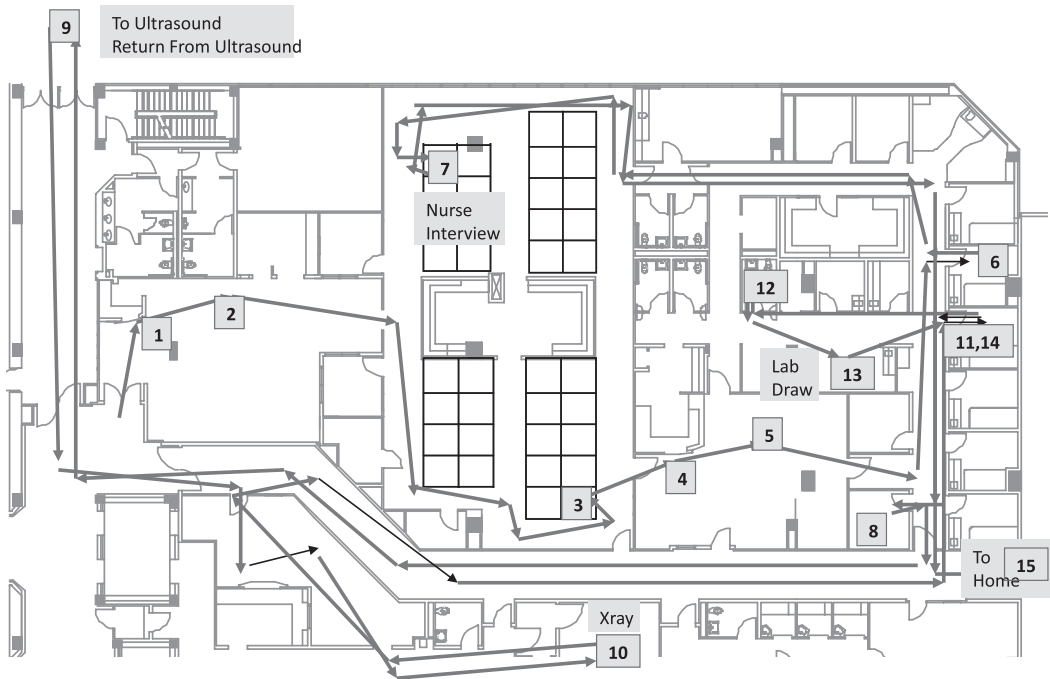 9
To Ultrasound
Return From Ultrasound
7
Nurse
Interview
6
12
2
1
11,14
Lab
Draw
13
5
4
3
8
To
Home
15
Xray
10